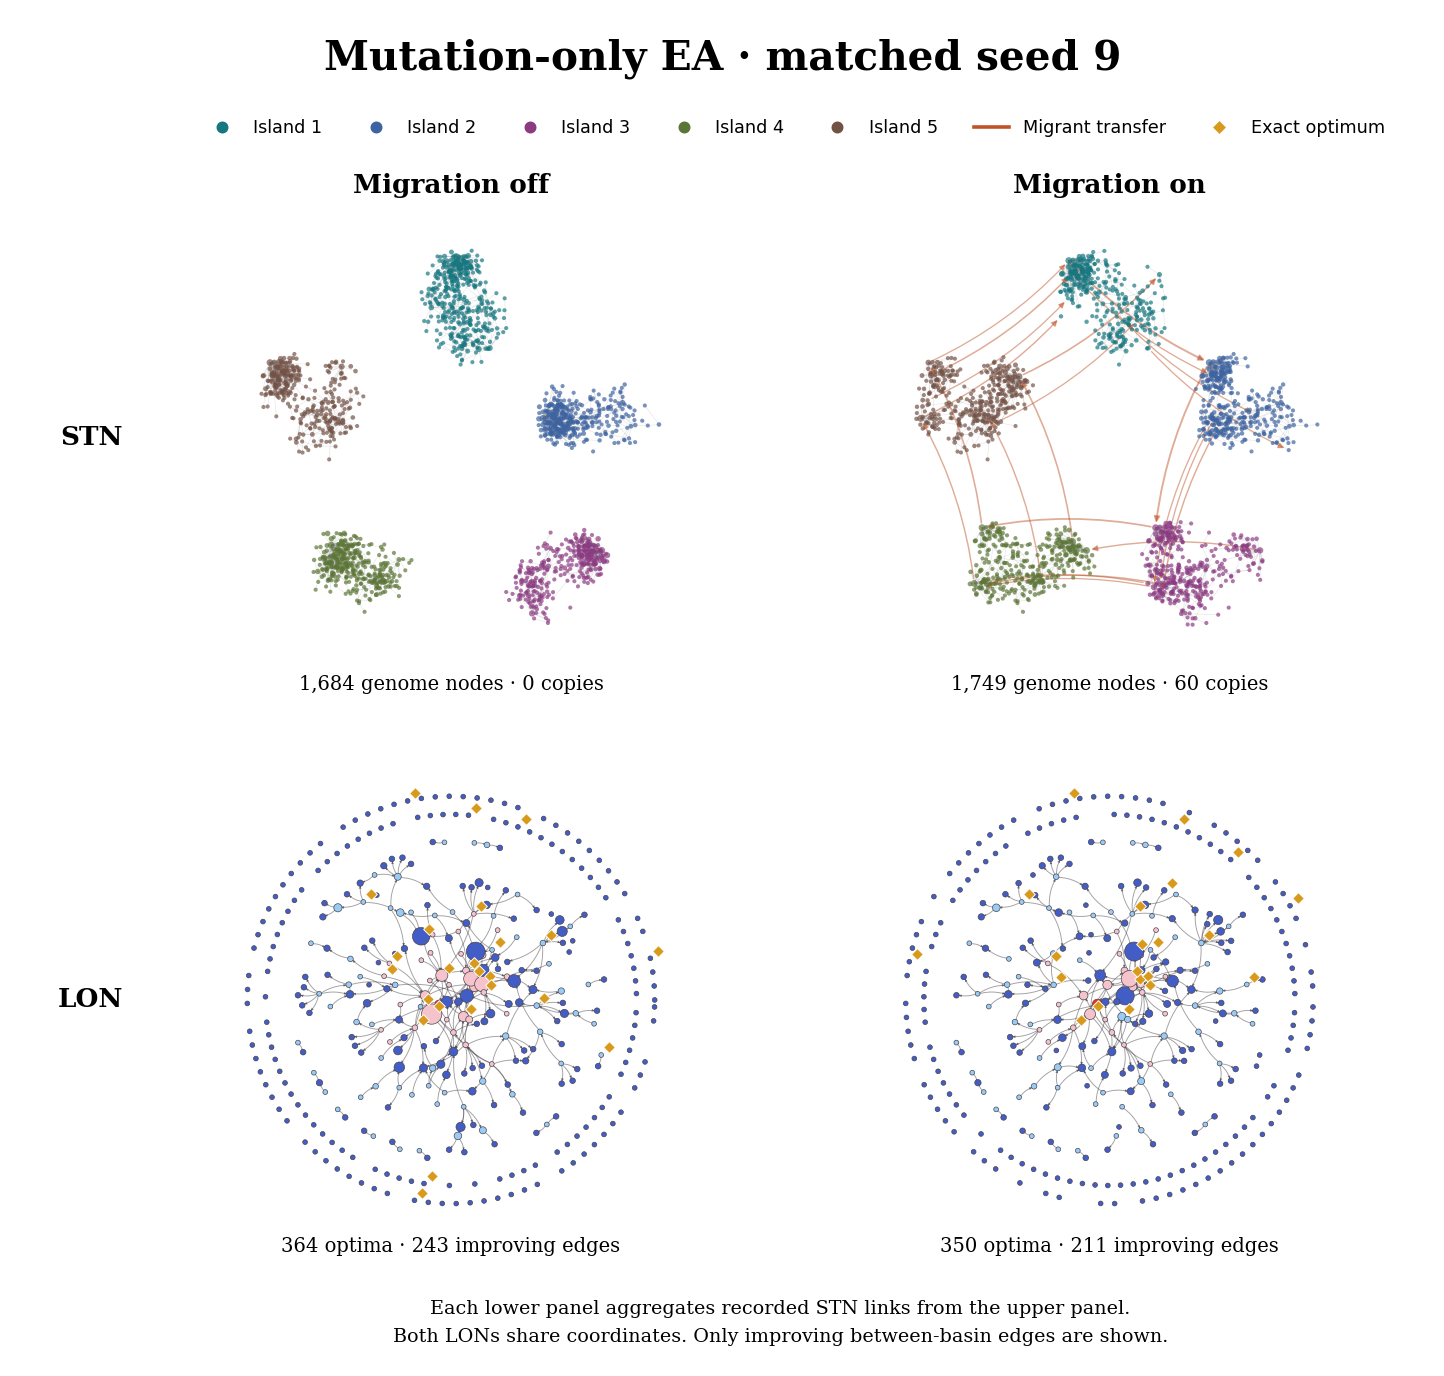 Mutation-only EA · matched seed 9
Island 1
Island 2
Island 3
Island 4
Island 5
Migrant transfer
Exact optimum
Migration off
Migration on
STN
1,684 genome nodes · 0 copies
1,749 genome nodes · 60 copies
LON
364 optima · 243 improving edges
350 optima · 211 improving edges
Each lower panel aggregates recorded STN links from the upper panel.
Both LONs share coordinates. Only improving between-basin edges are shown.